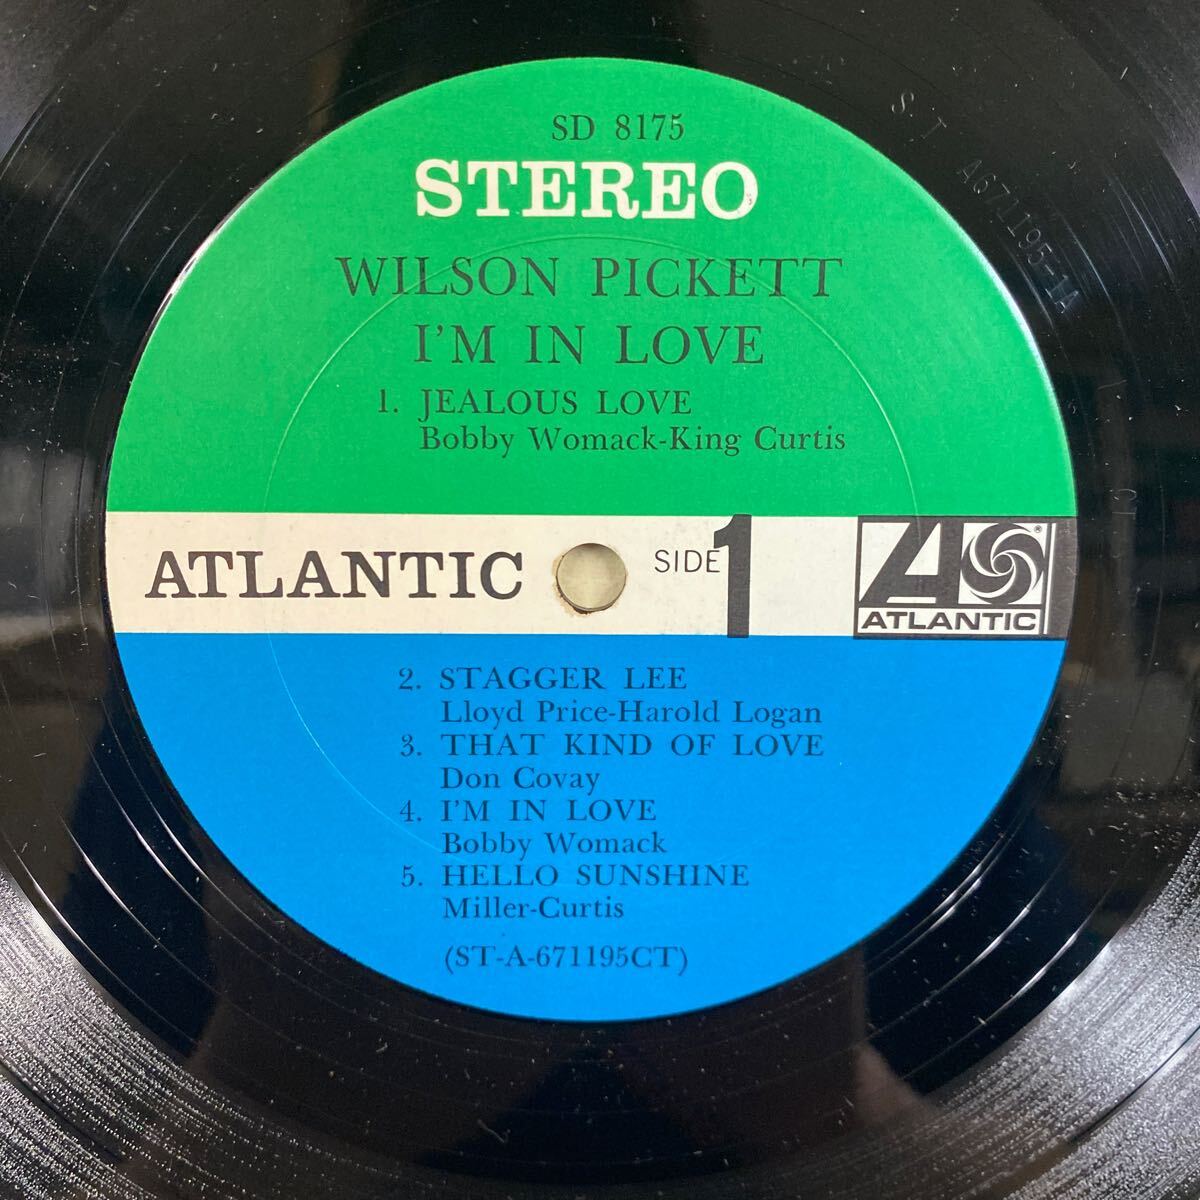 SD 8175
STEREO
WILSON PICKETT
I'M IN LOVE
1. JEALOUS LOVE
Bobby Womack-King Curtis
ATLANTIC
SIDE 1
®
ATLANTIC
2. STAGGER LEE
Lloyd Price-Harold Logan
3. THAT KIND OF LOVE
Don Covay
4. I'M IN LOVE
Bobby Womack
5. HELLO SUNSHINE
Miller-Curtis
(ST-A-671195CT)
S.T A671195-1A